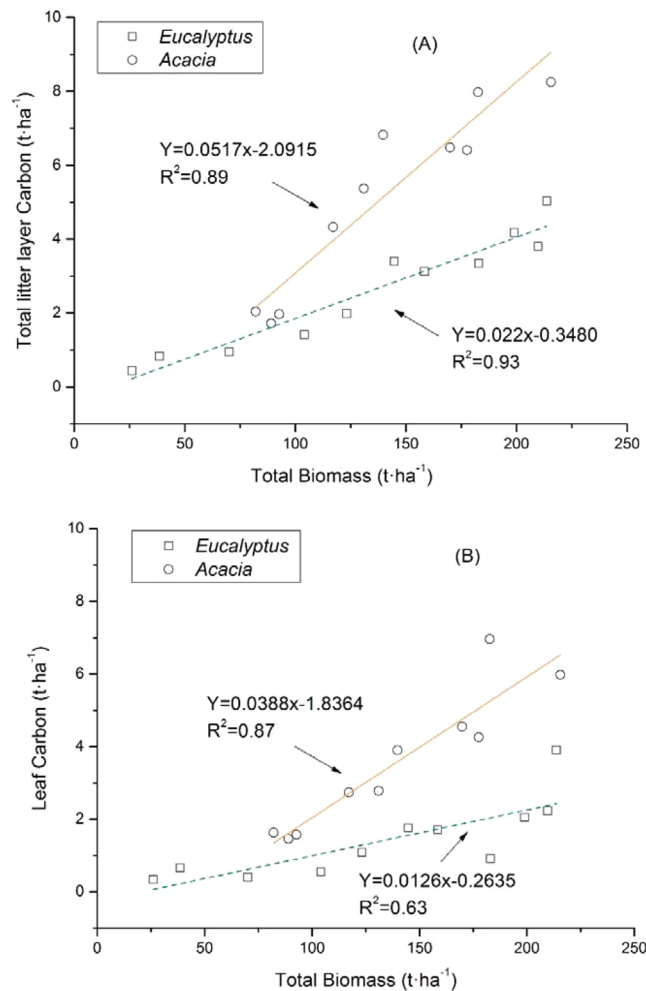 Eucalyptus
Acacia
(A)
Total litter layer Carbon (t·ha⁻¹)
10
8
6
4
2
0
Y=0.0517x-2.0915
R²=0.89
Y=0.022x-0.3480
R²=0.93
0 50 100 150 200 250
Total Biomass (t·ha⁻¹)
Eucalyptus
Acacia
(B)
Leaf Carbon (t·ha⁻¹)
10
8
6
4
2
0
Y=0.0388x-1.8364
R²=0.87
Y=0.0126x-0.2635
R²=0.63
0 50 100 150 200 250
Total Biomass (t·ha⁻¹)